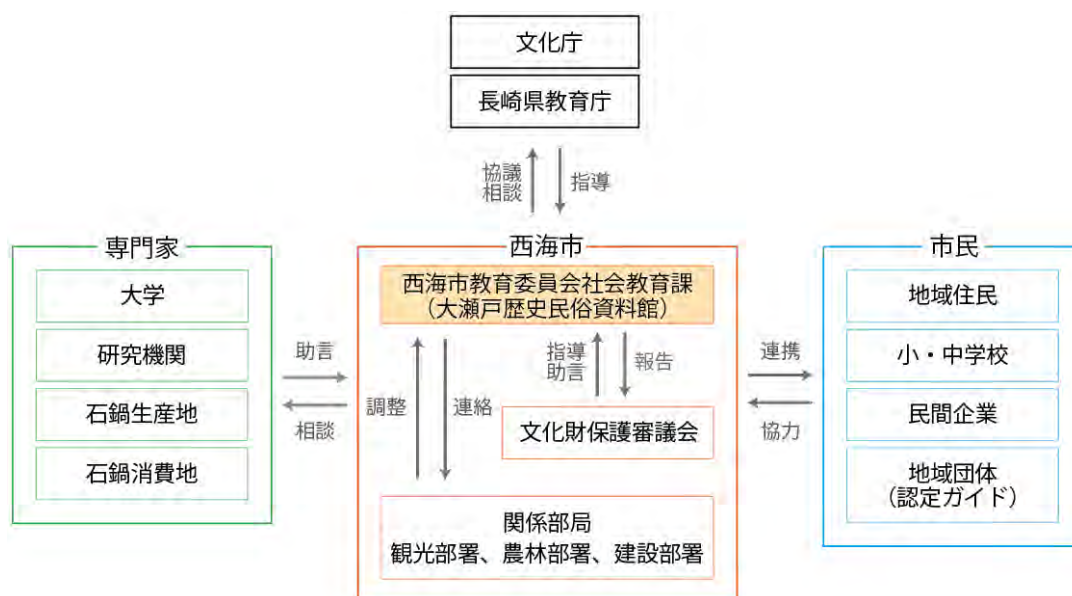 文化庁
長崎県教育庁
協議
相談
指導
専門家
大学
研究機関
石鍋生産地
石鍋消費地
助言
相談
西海市
西海市教育委員会社会教育課
（大瀬戸歴史民俗資料館）
調整
連絡
指導
助言
報告
文化財保護審議会
関係部局
観光部署、農林部署、建設部署
連携
協力
市民
地域住民
小・中学校
民間企業
地域団体
（認定ガイド）